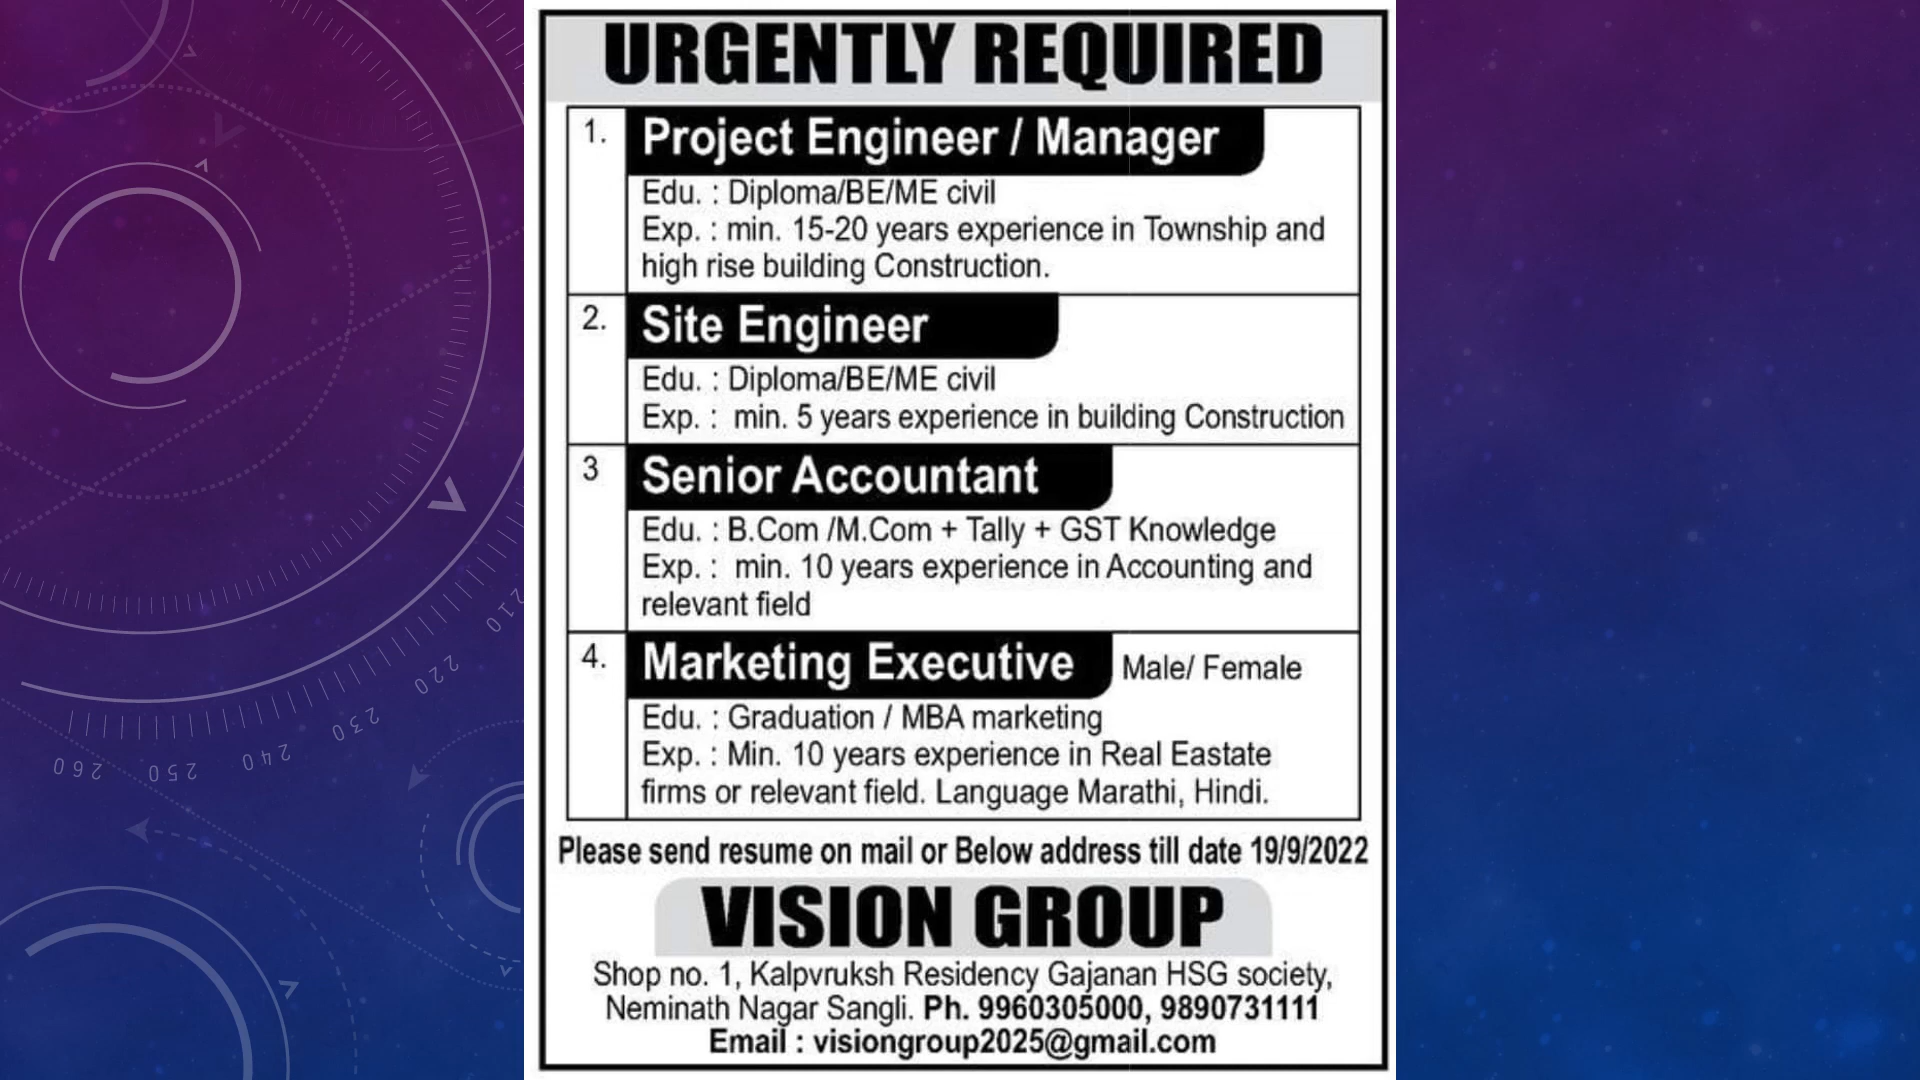 URGENTLY REQUIRED
1. Project Engineer / Manager
Edu. : Diploma/BE/ME civil
Exp. : min. 15-20 years experience in Township and
high rise building Construction.
2. Site Engineer
Edu. : Diploma/BE/ME civil
Exp. : min. 5 years experience in building Construction
3 Senior Accountant
Edu. : B.Com /M.Com + Tally + GST Knowledge
Exp. : min. 10 years experience in Accounting and
relevant field
4. Marketing Executive Male/ Female
Edu. : Graduation / MBA marketing
Exp. : Min. 10 years experience in Real Eastate
firms or relevant field. Language Marathi, Hindi.
Please send resume on mail or Below address till date 19/9/2022
VISION GROUP
Shop no. 1, Kalpvruksh Residency Gajanan HSG society,
Neminath Nagar Sangli. Ph. 9960305000, 9890731111
Email : visiongroup2025@gmail.com
210
220
230
240
250
260